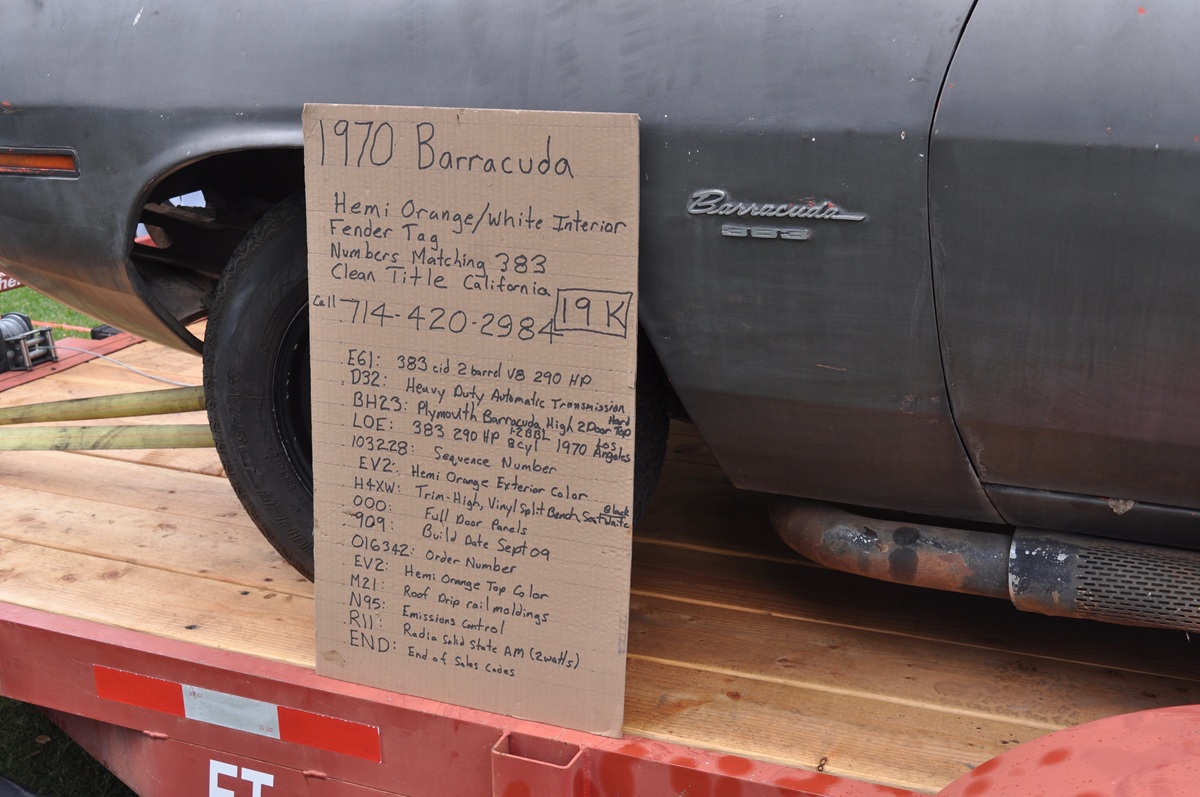 1970 Barracuda
Hemi Orange/White Interior
Fender Tag
Numbers Matching 383
Clean Title California
19 K
Call 714-420-2984
E61: 383 cid 2 barrel V8 290 HP
D32: Heavy Duty Automatic Transmission
BH23: Plymouth Barracuda High 2 Door Hard Top
LOE: 383 290 HP 1-2BBL 8cyl 1970 Los Angeles
103228: Sequence Number
EV2: Hemi Orange Exterior Color
H4XW: Trim-High, Vinyl Split Bench Seat Black White
000: Full Door Panels
909: Build Date Sept 09
016342: Order Number
EV2: Hemi Orange Top Color
M21: Roof Drip rail moldings
N95: Emissions Control
R11: Radio Solid State AM (2watts)
END: End of Sales Codes
Barracuda
383
FT